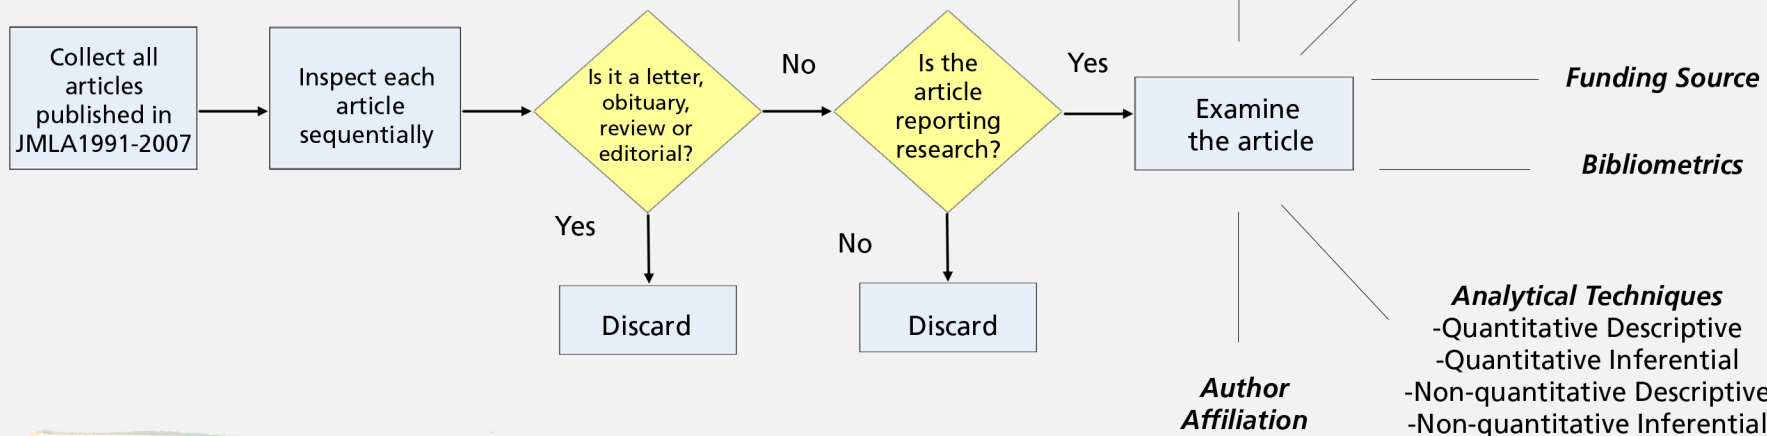 Collect all
articles
published in
JMLA1991-2007
Inspect each
article
sequentially
Is it a letter,
obituary,
review or
editorial?
No
Yes
Discard
Is the
article
reporting
research?
Yes
No
Discard
Examine
the article
Funding Source
Bibliometrics
Analytical Techniques
-Quantitative Descriptive
-Quantitative Inferential
-Non-quantitative Descriptive
-Non-quantitative Inferential
Author
Affiliation